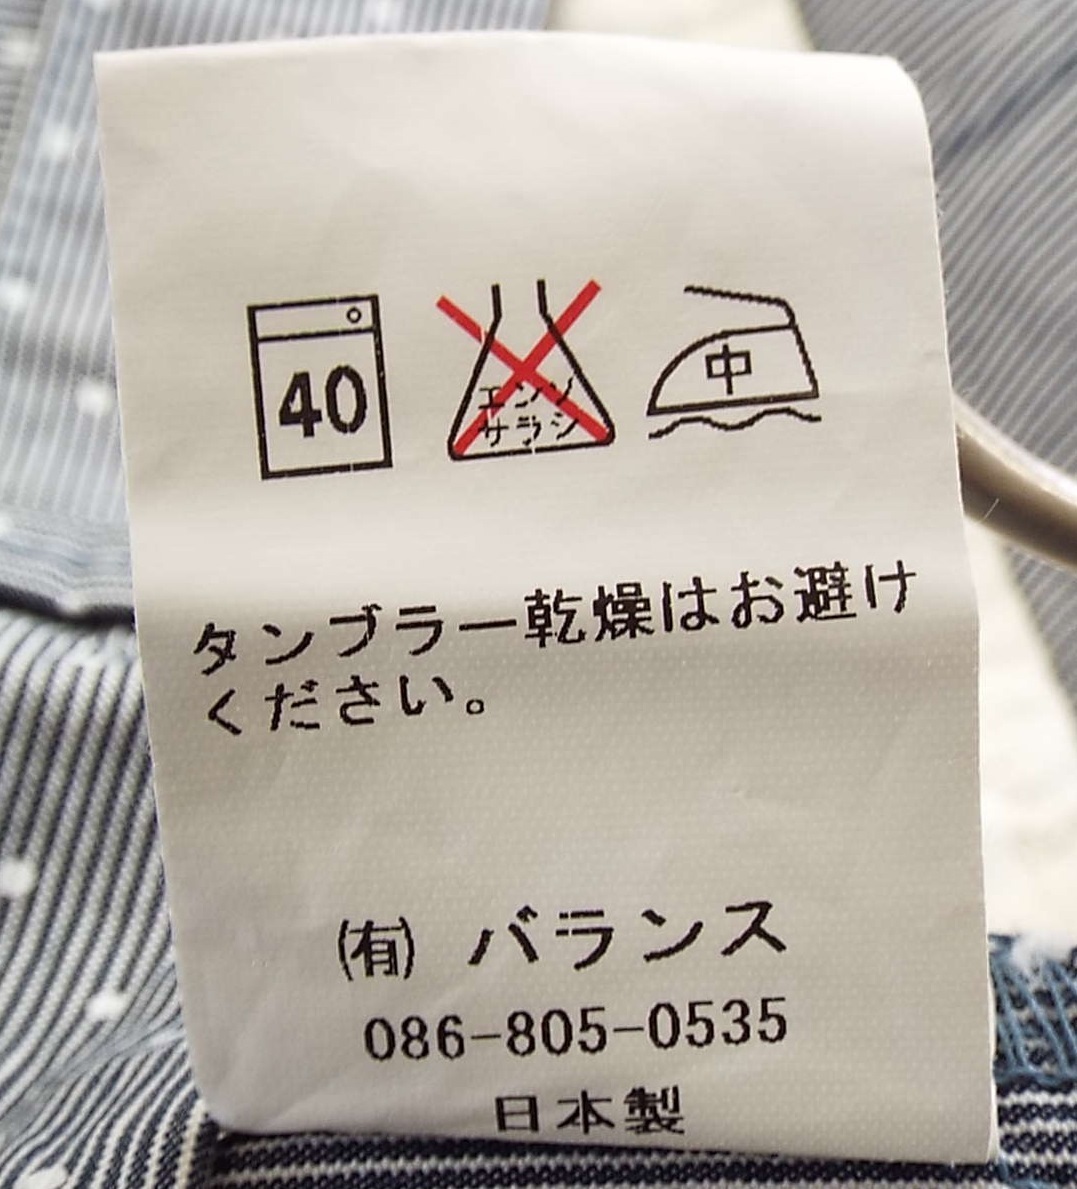 40
エンソ
サラシ
中
タンブラー乾燥はお避け
ください。
(有) バランス
086-805-0535
日本製